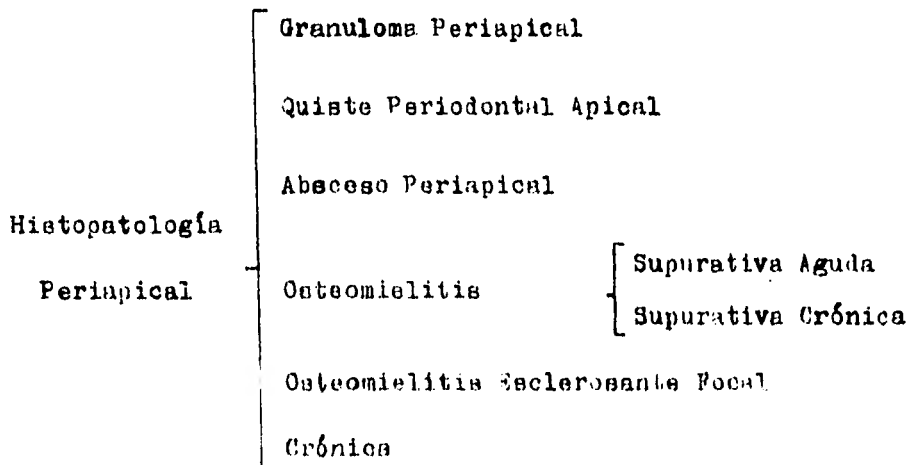 Granuloma Periapical
Quiste Periodontal Apical
Absceso Periapical
Histopatología
Periapical
Osteomielitis
Supurativa Aguda
Supurativa Crónica
Osteomielitis Esclerosante Focal
Crónica